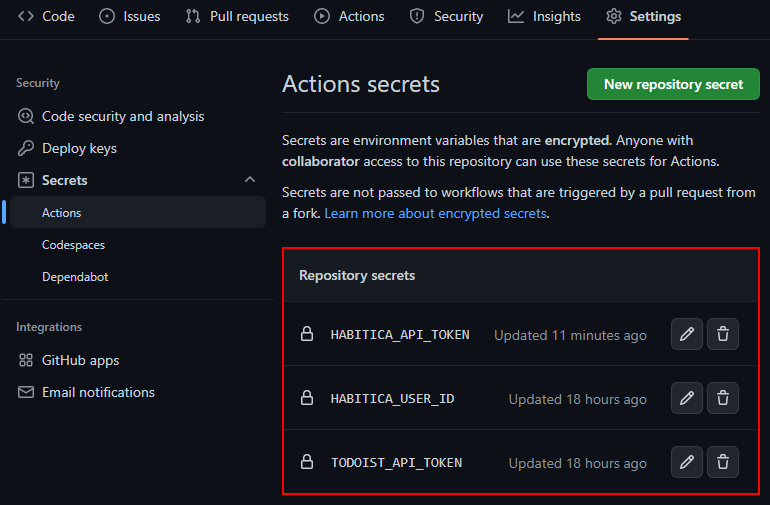 Code Issues Pull requests Actions Security Insights Settings
Security
Code security and analysis
Deploy keys
Secrets
Actions
Codespaces
Dependabot
Integrations
GitHub apps
Email notifications
Actions secrets
New repository secret
Secrets are environment variables that are encrypted. Anyone with
collaborator access to this repository can use these secrets for Actions.
Secrets are not passed to workflows that are triggered by a pull request from
a fork. Learn more about encrypted secrets.
Repository secrets
HABITICA_API_TOKEN Updated 11 minutes ago
HABITICA_USER_ID Updated 18 hours ago
TODOIST_API_TOKEN Updated 18 hours ago